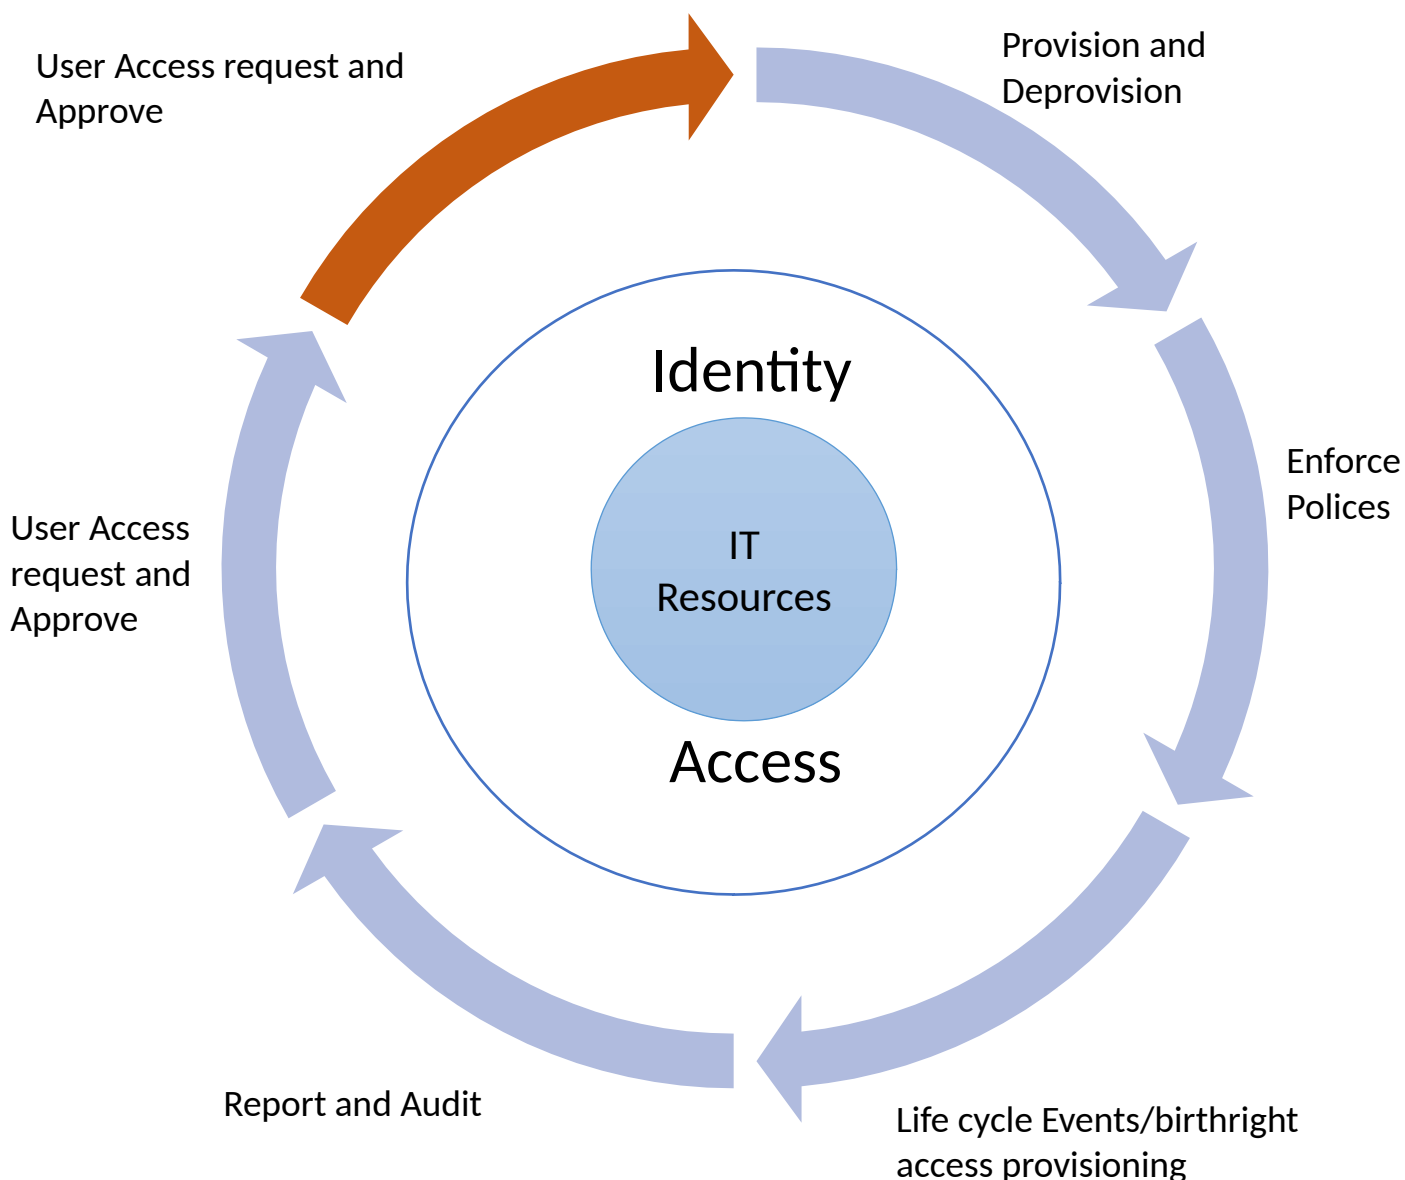 User Access request and
Approve
Provision and
Deprovision
Identity
Enforce
Polices
IT
Resources
User Access
request and
Approve
Access
Report and Audit
Life cycle Events/birthright
access provisioning